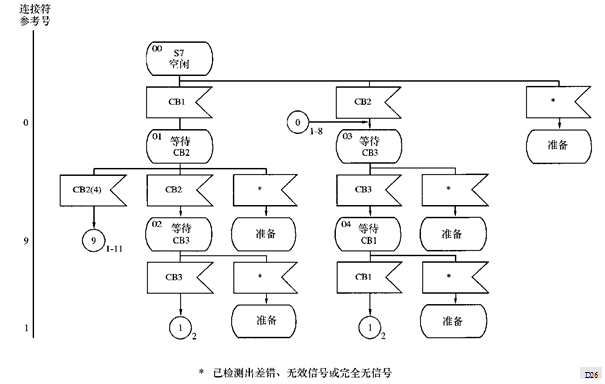 连接符
参考号
00
S7
空闲
CB1
CB2
*
0
0
1-8
01
等待
CB2
03
等待
CB3
准备
CB2(4)
CB2
*
CB3
*
9
9
1-11
02
等待
CB3
准备
04
等待
CB1
准备
CB3
*
CB1
*
1
1
2
准备
1
2
准备
* 已检测出差错、无效信号或完全无信号
D26